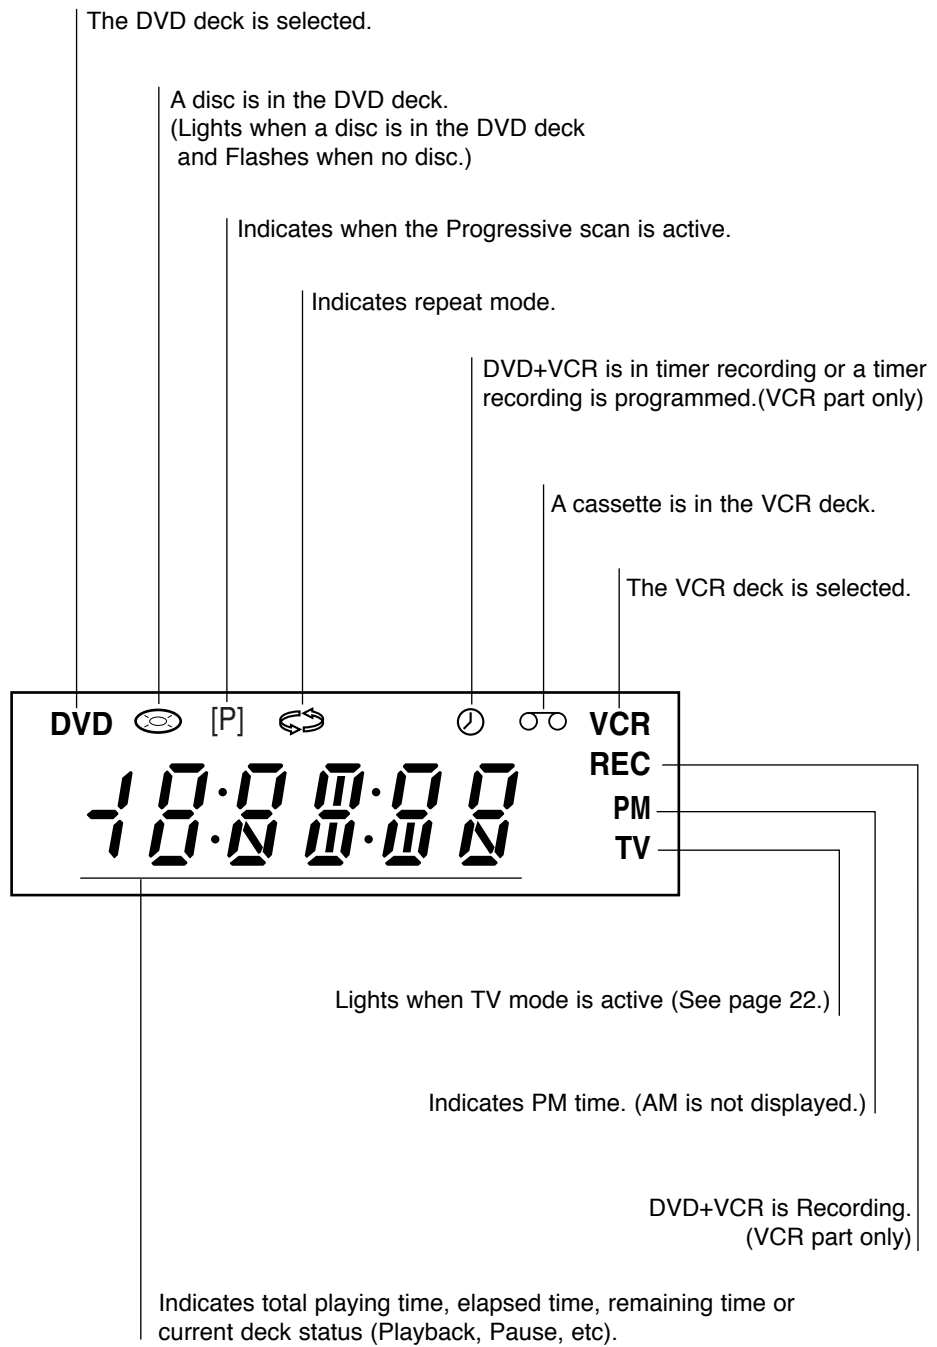 The DVD deck is selected.
A disc is in the DVD deck.
(Lights when a disc is in the DVD deck
and Flashes when no disc.)
Indicates when the Progressive scan is active.
Indicates repeat mode.
DVD+VCR is in timer recording or a timer
recording is programmed.(VCR part only)
A cassette is in the VCR deck.
The VCR deck is selected.
DVD [P] VCR
REC
PM
TV
Lights when TV mode is active (See page 22.)
Indicates PM time. (AM is not displayed.)
DVD+VCR is Recording.
(VCR part only)
Indicates total playing time, elapsed time, remaining time or
current deck status (Playback, Pause, etc).